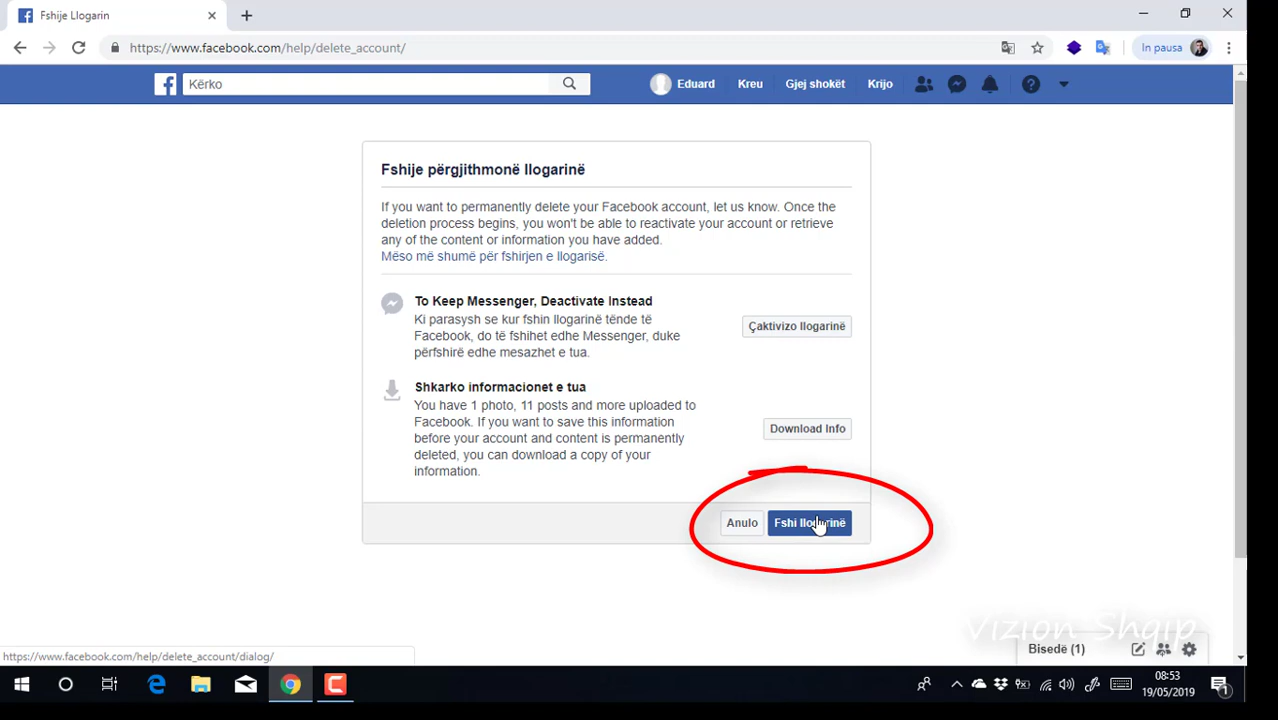 Fshije Llogarin
https://www.facebook.com/help/delete_account/
In pausa
Kërko
Eduard
Kreu
Gjej shokët
Krijo
Fshije përgjithmonë llogarinë
If you want to permanently delete your Facebook account, let us know. Once the
deletion process begins, you won't be able to reactivate your account or retrieve
any of the content or information you have added.
Mëso më shumë për fshirjen e llogarisë.
To Keep Messenger, Deactivate Instead
Ki parasysh se kur fshin llogarinë tënde të
Facebook, do të fshihet edhe Messenger, duke
përfshirë edhe mesazhet e tua.
Çaktivizo llogarinë
Shkarko informacionet e tua
You have 1 photo, 11 posts and more uploaded to
Facebook. If you want to save this information
before your account and content is permanently
deleted, you can download a copy of your
information.
Download Info
Anulo
Fshi llogarinë
Vizion Shqip
Bisedë (1)
https://www.facebook.com/help/delete_account/dialog/
08:53
19/05/2019
1